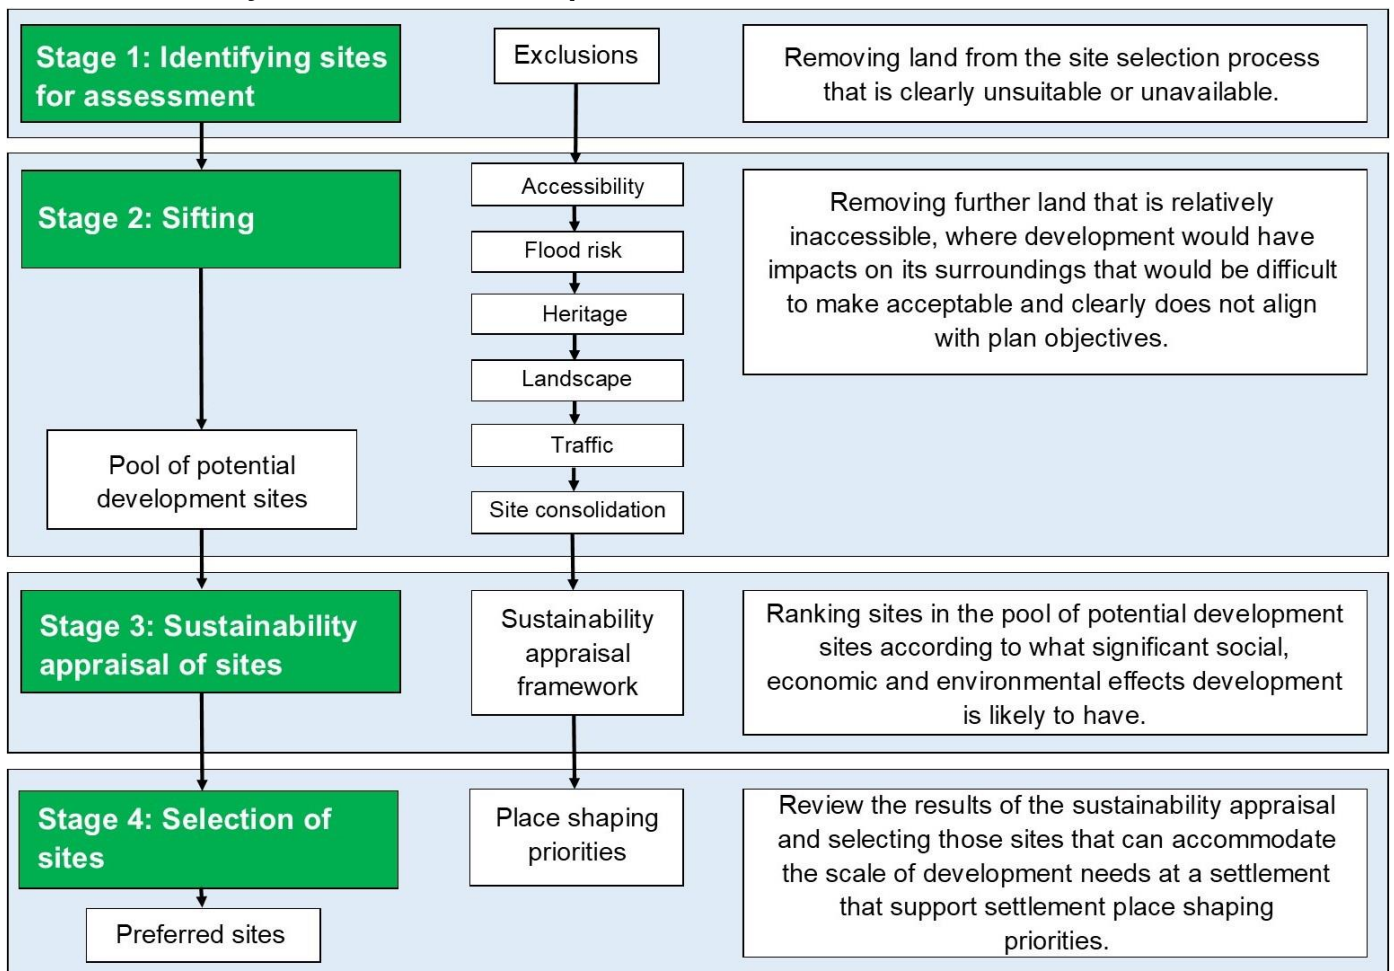 Stage 1: Identifying sites
for assessment
Exclusions
Removing land from the site selection process
that is clearly unsuitable or unavailable.
Stage 2: Sifting
Accessibility
Flood risk
Heritage
Landscape
Traffic
Site consolidation
Removing further land that is relatively
inaccessible, where development would have
impacts on its surroundings that would be difficult
to make acceptable and clearly does not align
with plan objectives.
Pool of potential
development sites
Stage 3: Sustainability
appraisal of sites
Sustainability
appraisal
framework
Ranking sites in the pool of potential development
sites according to what significant social,
economic and environmental effects development
is likely to have.
Stage 4: Selection of
sites
Place shaping
priorities
Review the results of the sustainability appraisal
and selecting those sites that can accommodate
the scale of development needs at a settlement
that support settlement place shaping
priorities.
Preferred sites